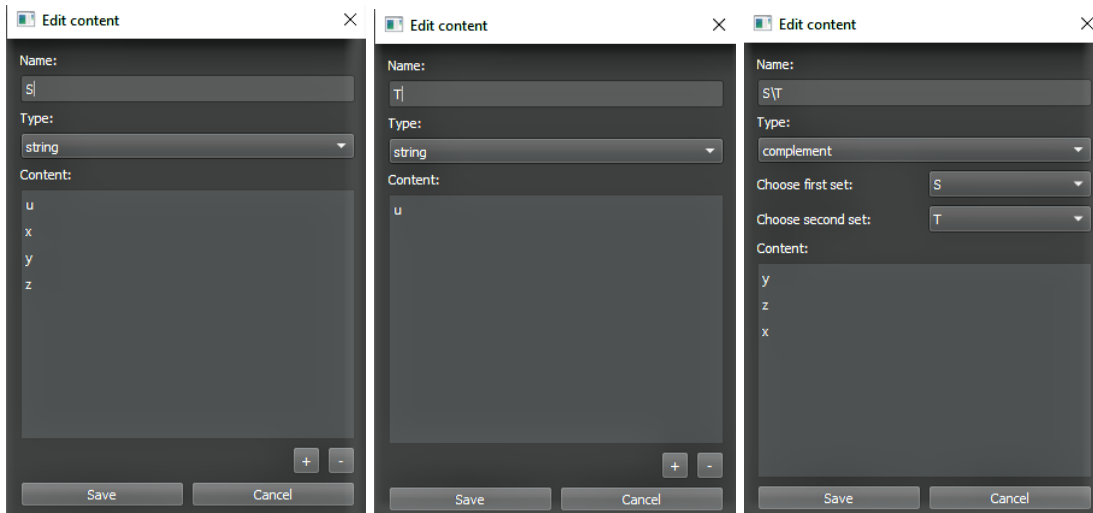 Edit content
Name:
S
Type:
string
Content:
u
x
y
z
+ -
Save Cancel
Edit content
Name:
T
Type:
string
Content:
u
+ -
Save Cancel
Edit content
Name:
S\T
Type:
complement
Choose first set: S
Choose second set: T
Content:
y
z
x
Save Cancel